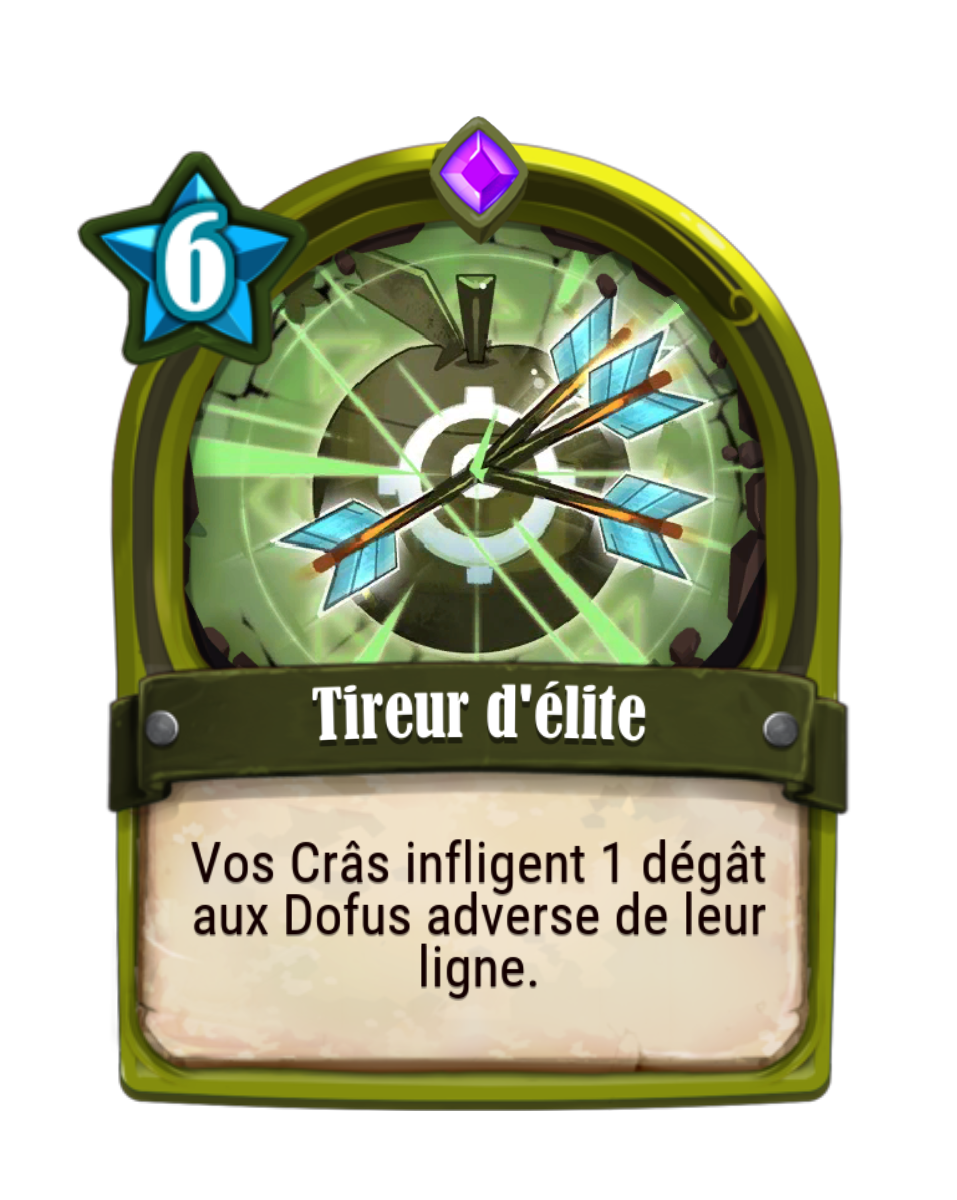 6
Tireur d'élite
Vos Crâs infligent 1 dégât
aux Dofus adverse de leur
ligne.